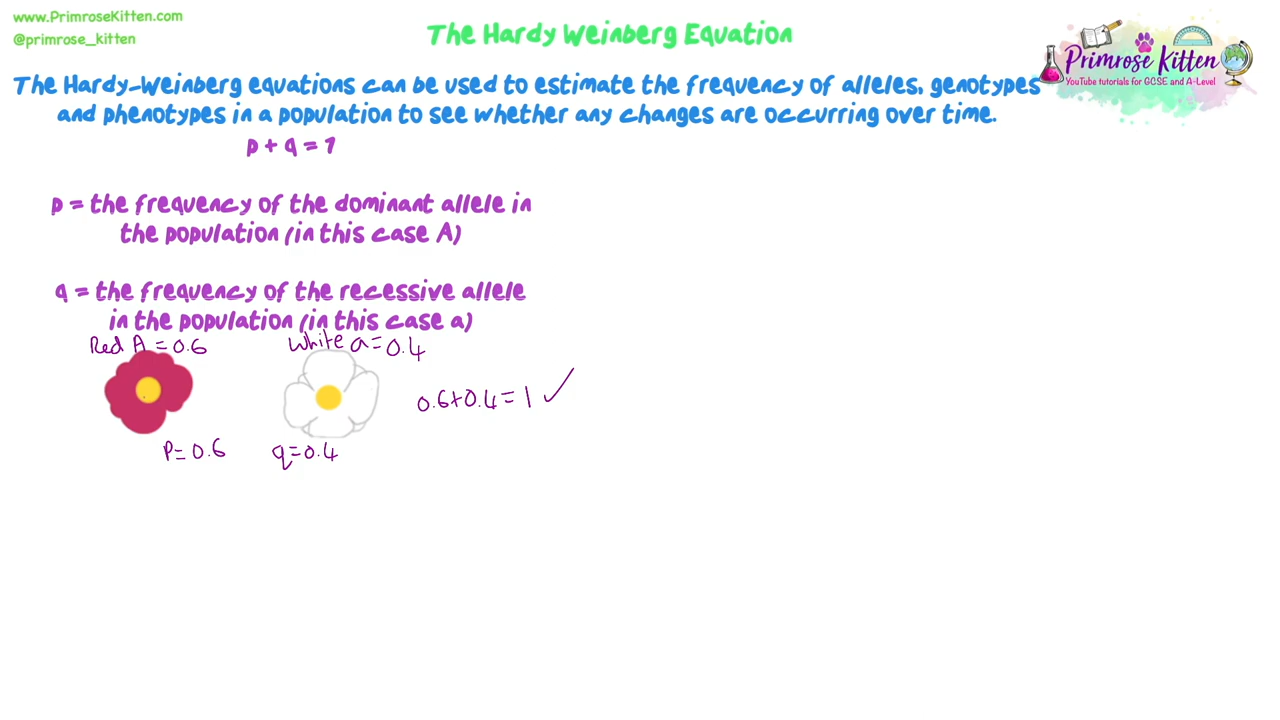 www.PrimroseKitten.com
@primrose_kitten
The Hardy Weinberg Equation
Primrose Kitten
YouTube tutorials for GCSE and A-Level
The Hardy-Weinberg equations can be used to estimate the frequency of alleles, genotypes
and phenotypes in a population to see whether any changes are occurring over time.
p + q = 1
p = the frequency of the dominant allele in
the population (in this case A)
q = the frequency of the recessive allele
in the population (in this case a)
Red A = 0.6
White a = 0.4
0.6+0.4 = 1 ✓
P= 0.6
q=0.4